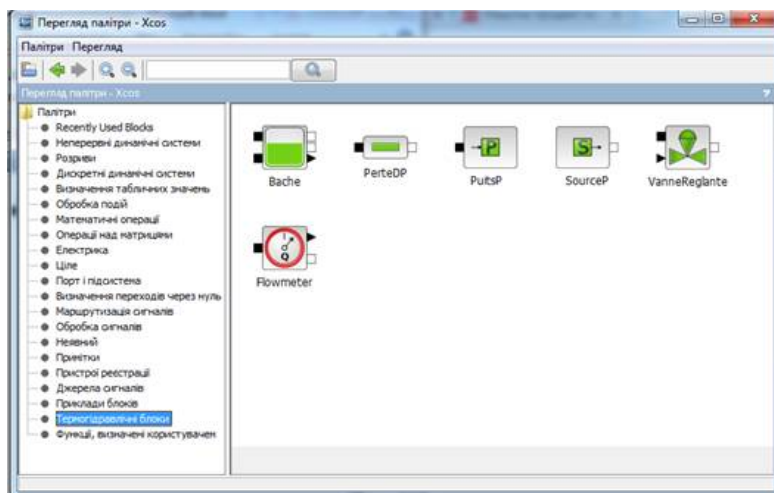 Перегляд палітри - Xcos
Палітри Перегляд
Перегляд палітри - Xcos
Палітри
Recently Used Blocks
Неперервні динамічні системи
Розриви
Дискретні динамічні системи
Визначення табличних значень
Обробка подій
Математичні операції
Операції над матрицями
Електрика
Ціле
Порт і підсистема
Визначення переходів через нуль
Маршрутизація сигналів
Обробка сигналів
Неявний
Примітки
Пристрої реєстрації
Джерела сигналів
Приклади блоків
Термогідравлічні блоки
Функції, визначені користувачем
Bache
PerteDP
P
PuitsP
S
SourceP
VanneReglante
Q
Flowmeter